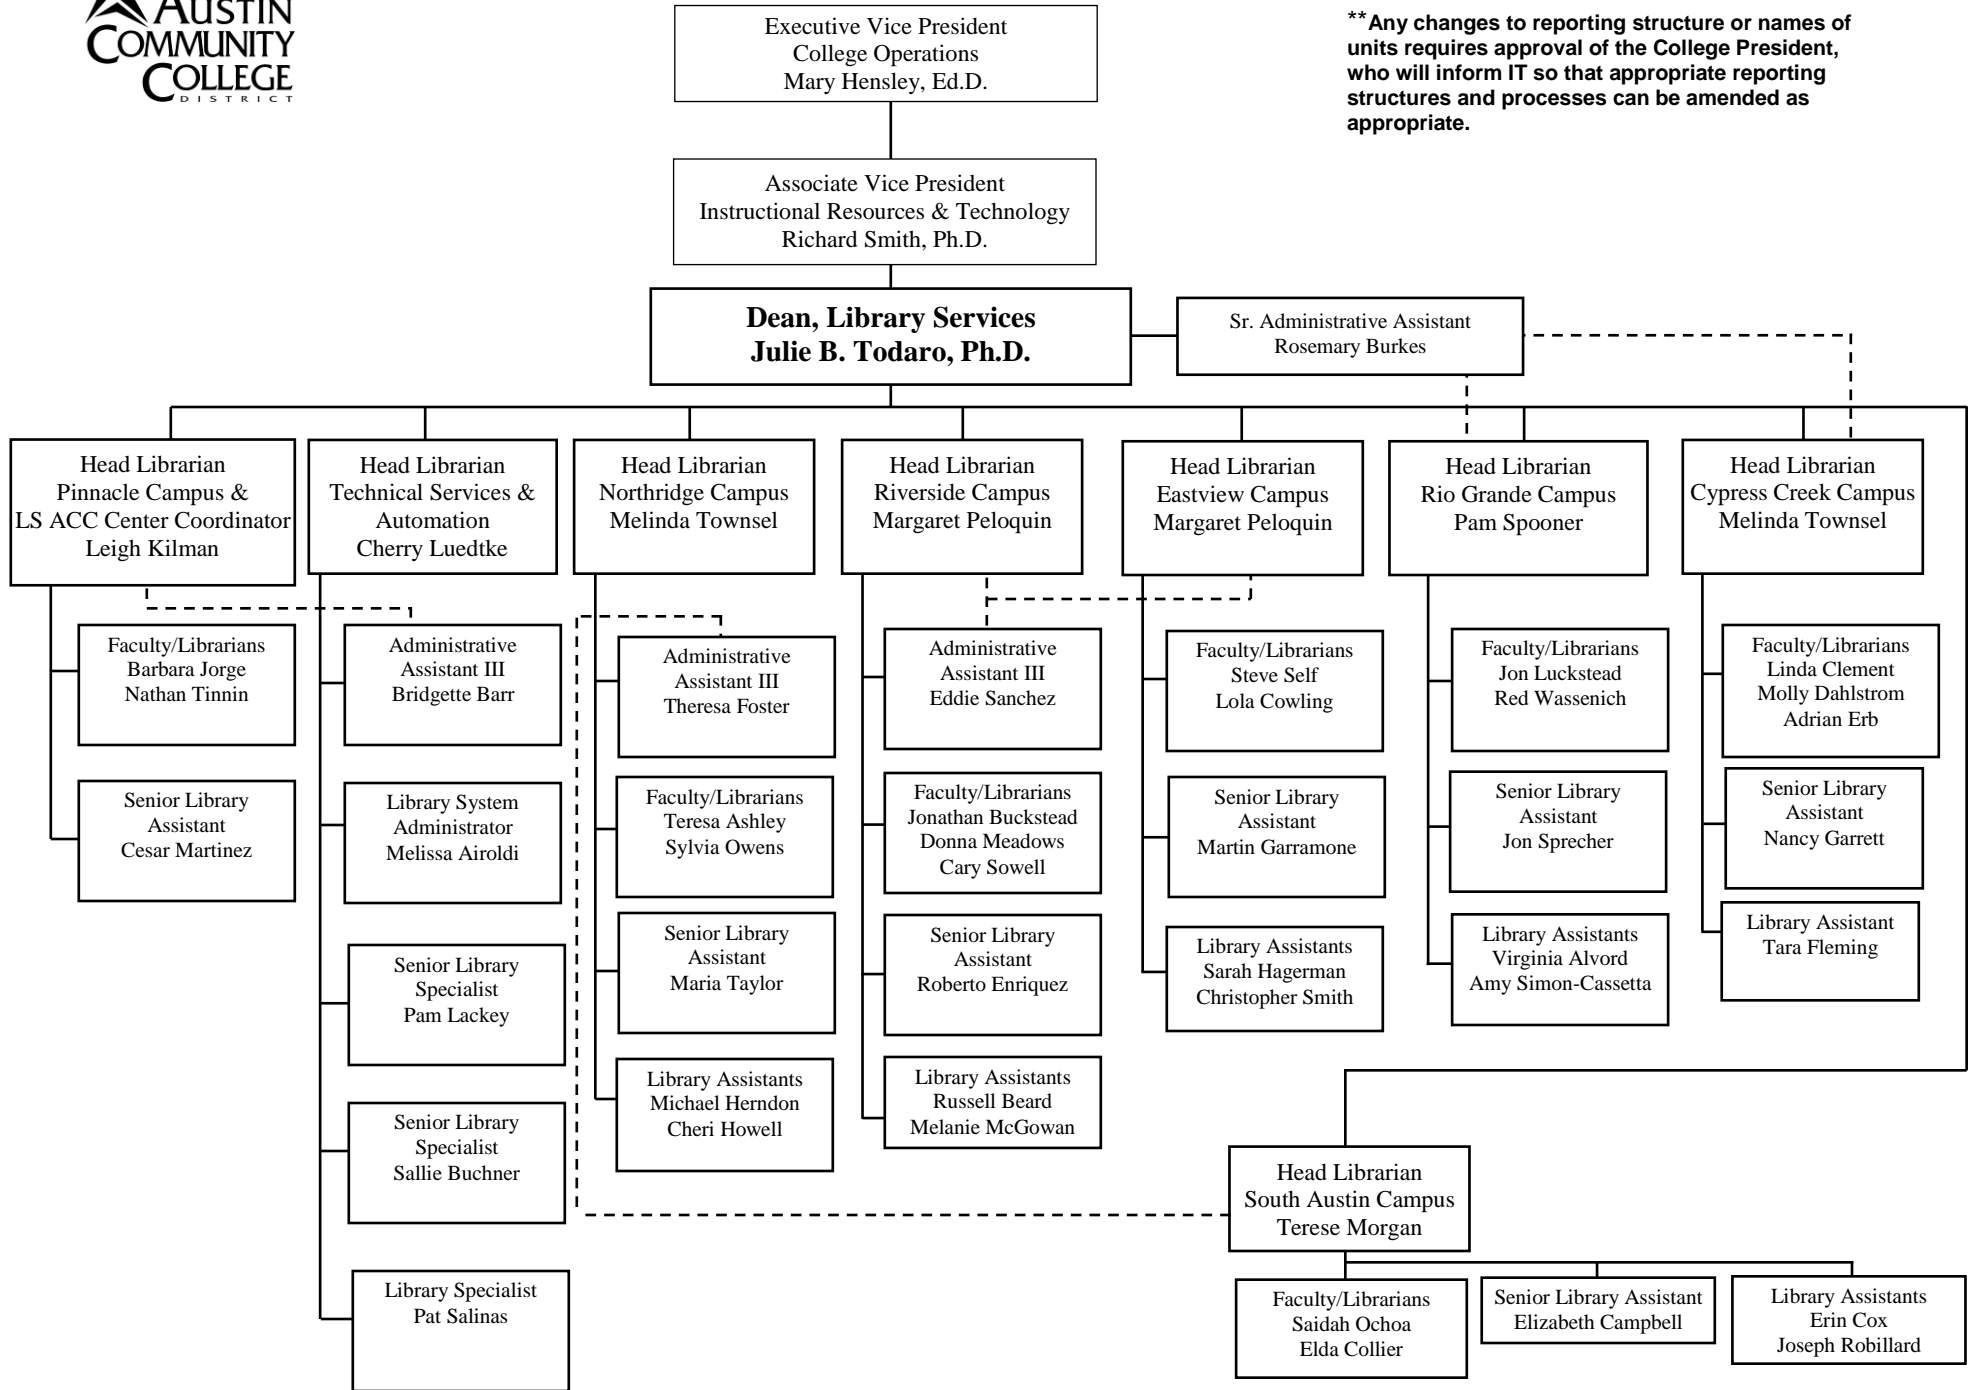 AUSTIN
COMMUNITY
COLLEGE
DISTRICT
Executive Vice President
College Operations
Mary Hensley, Ed.D.
**Any changes to reporting structure or names of
units requires approval of the College President,
who will inform IT so that appropriate reporting
structures and processes can be amended as
appropriate.
Associate Vice President
Instructional Resources & Technology
Richard Smith, Ph.D.
Dean, Library Services
Julie B. Todaro, Ph.D.
Sr. Administrative Assistant
Rosemary Burkes
Head Librarian
Pinnacle Campus &
LS ACC Center Coordinator
Leigh Kilman
Head Librarian
Technical Services &
Automation
Cherry Luedtke
Head Librarian
Northridge Campus
Melinda Townsel
Head Librarian
Riverside Campus
Margaret Peloquin
Head Librarian
Eastview Campus
Margaret Peloquin
Head Librarian
Rio Grande Campus
Pam Spooner
Head Librarian
Cypress Creek Campus
Melinda Townsel
Faculty/Librarians
Barbara Jorge
Nathan Tinnin
Senior Library
Assistant
Cesar Martinez
Administrative
Assistant III
Bridgette Barr
Library System
Administrator
Melissa Airoldi
Senior Library
Specialist
Pam Lackey
Senior Library
Specialist
Sallie Buchner
Library Specialist
Pat Salinas
Administrative
Assistant III
Theresa Foster
Faculty/Librarians
Teresa Ashley
Sylvia Owens
Senior Library
Assistant
Maria Taylor
Library Assistants
Michael Herndon
Cheri Howell
Administrative
Assistant III
Eddie Sanchez
Faculty/Librarians
Jonathan Buckstead
Donna Meadows
Cary Sowell
Senior Library
Assistant
Roberto Enriquez
Library Assistants
Russell Beard
Melanie McGowan
Faculty/Librarians
Steve Self
Lola Cowling
Senior Library
Assistant
Martin Garramone
Library Assistants
Sarah Hagerman
Christopher Smith
Faculty/Librarians
Jon Luckstead
Red Wassenich
Senior Library
Assistant
Jon Sprecher
Library Assistants
Virginia Alvord
Amy Simon-Cassetta
Faculty/Librarians
Linda Clement
Molly Dahlstrom
Adrian Erb
Senior Library
Assistant
Nancy Garrett
Library Assistant
Tara Fleming
Head Librarian
South Austin Campus
Terese Morgan
Faculty/Librarians
Saidah Ochoa
Elda Collier
Senior Library Assistant
Elizabeth Campbell
Library Assistants
Erin Cox
Joseph Robillard